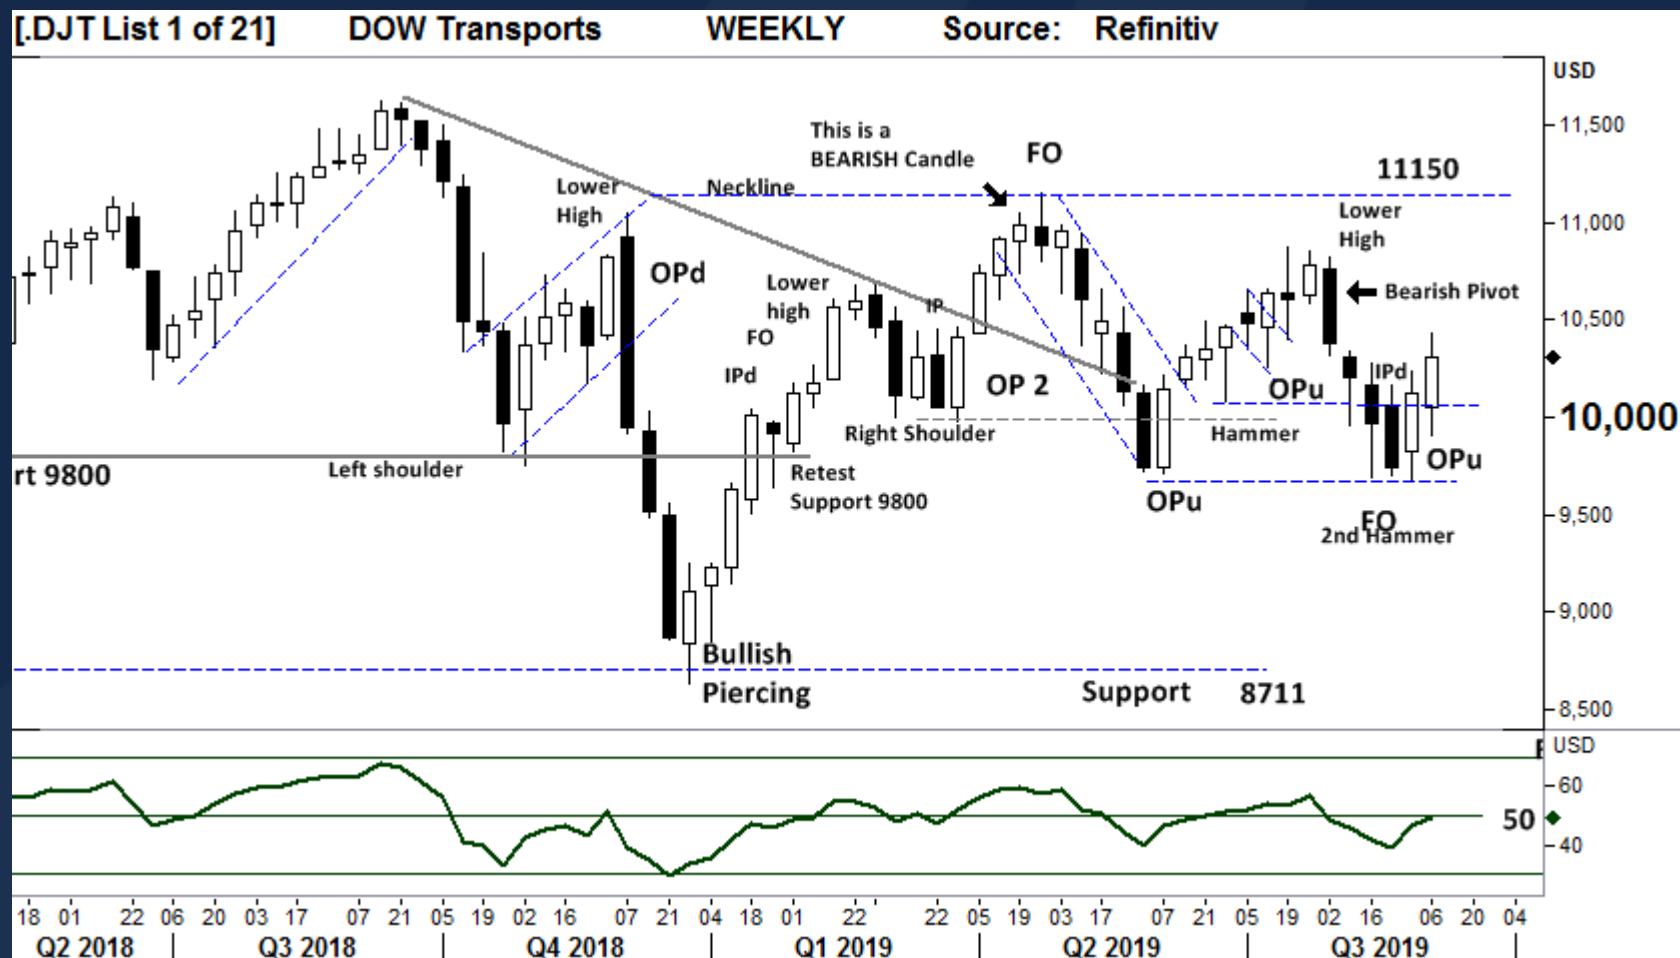 [.DJT List 1 of 21] DOW Transports WEEKLY Source: Refinitiv
USD
11,500
11,000
10,500
10,000
9,500
9,000
8,500
This is a
BEARISH Candle
FO
11150
Lower
High
Neckline
Lower
High
OPd
Bearish Pivot
Lower
high
IP
FO
IPd
IPd
OP 2
OPu
Right Shoulder
Hammer
rt 9800
Left shoulder
Retest
Support 9800
OPu
OPu
FO
2nd Hammer
Bullish
Piercing
Support 8711
USD
60
50
40
18 01 22 06 20 03 17 07 21 05 19 02 16 07 21 04 18 01 22 22 05 19 03 17 07 21 05 19 02 16 06 20 04
Q2 2018 Q3 2018 Q4 2018 Q1 2019 Q2 2019 Q3 2019